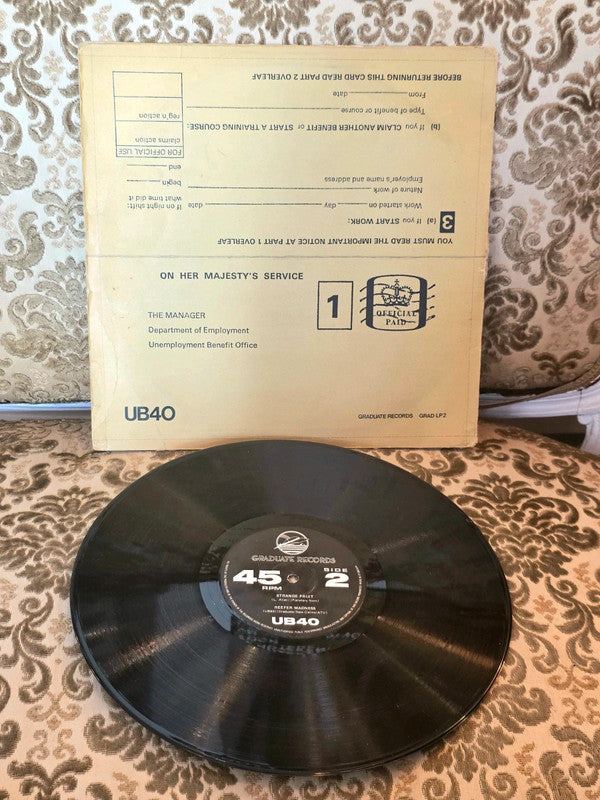 BEFORE RETURNING THIS CARD READ PART 2 OVERLEAF
From date
Type of benefit or course
(b) If you CLAIM ANOTHER BENEFIT or START A TRAINING COURSE:
reg'n action
claims action
FOR OFFICIAL USE
end
begin
If on night shift:
what time did it
Employer's name and address
Nature of work
Work started on day date
3 (a) If you START WORK:
YOU MUST READ THE IMPORTANT NOTICE AT PART 1 OVERLEAF
ON HER MAJESTY'S SERVICE
1
OFFICIAL
PAID
THE MANAGER
Department of Employment
Unemployment Benefit Office
UB40
GRADUATE RECORDS GRAD LP2
GRADUATE RECORDS
45
RPM
SIDE
2
STRANGE FRUIT
REEFER MADNESS
UB40